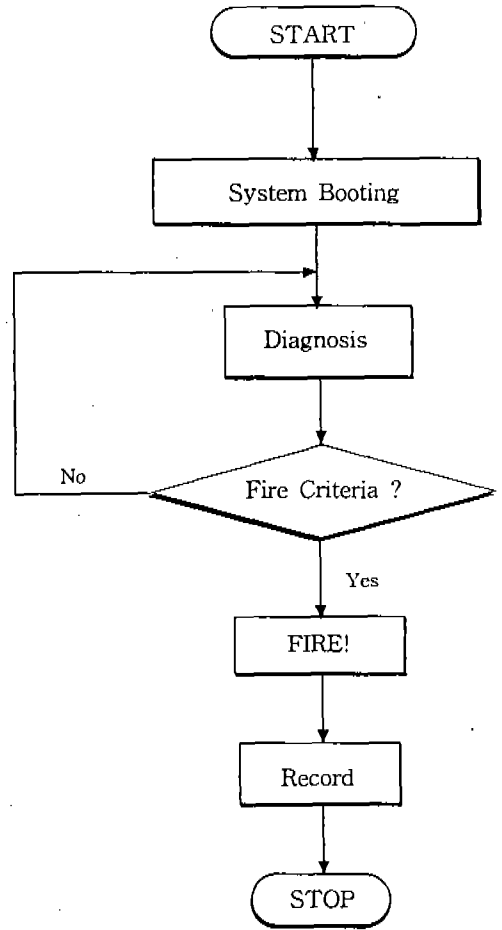 START
System Booting
Diagnosis
Fire Criteria ?
No
Yes
FIRE!
Record
STOP